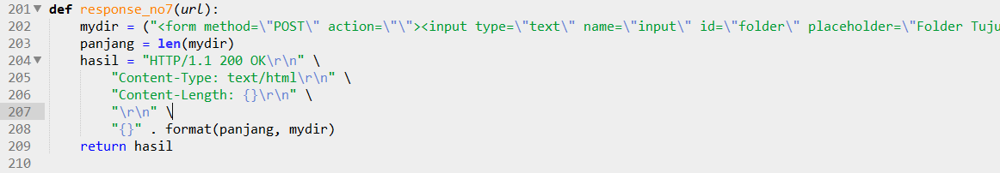 201 def response_no7(url):
202 mydir = ("<form method=\"POST\" action=\"\"><input type=\"text\" name=\"input\" id=\"folder\" placeholder=\"Folder Tuju
203 panjang = len(mydir)
204 hasil = "HTTP/1.1 200 OK\r\n" \
205 "Content-Type: text/html\r\n" \
206 "Content-Length: {}\r\n" \
207 "\r\n" \
208 "{}" . format(panjang, mydir)
209 return hasil
210